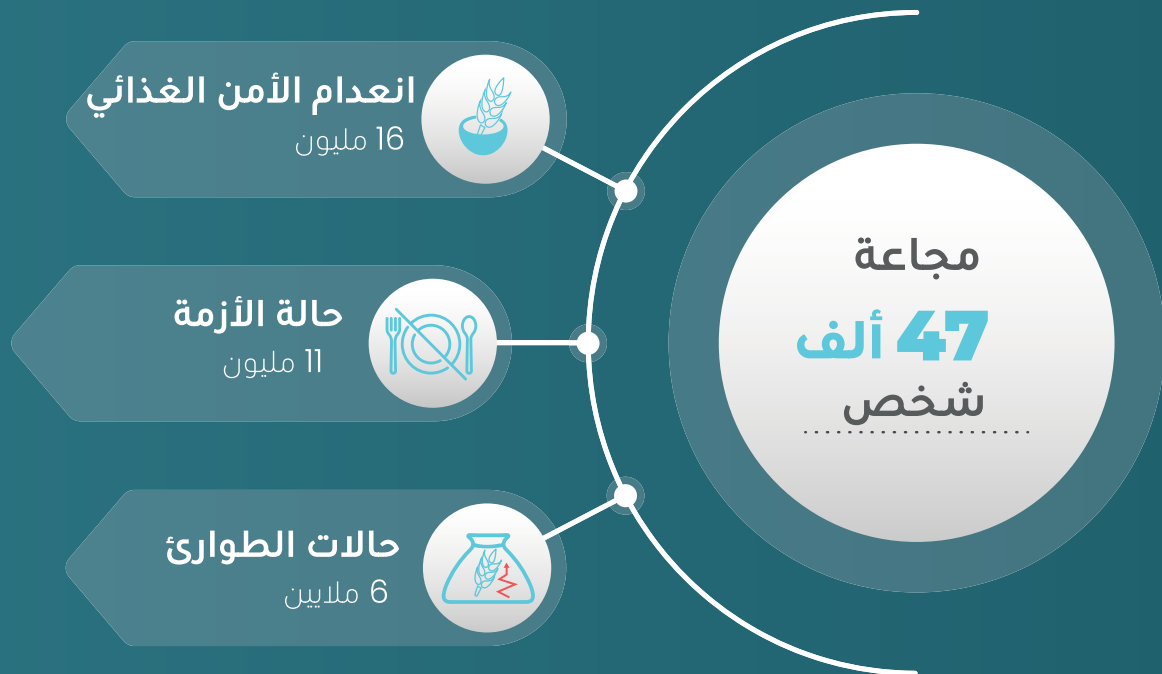 مجاعة
47 ألف
شخص
انعدام الأمن الغذائي
16 مليون
حالة الأزمة
11 مليون
حالات الطوارئ
6 ملايين